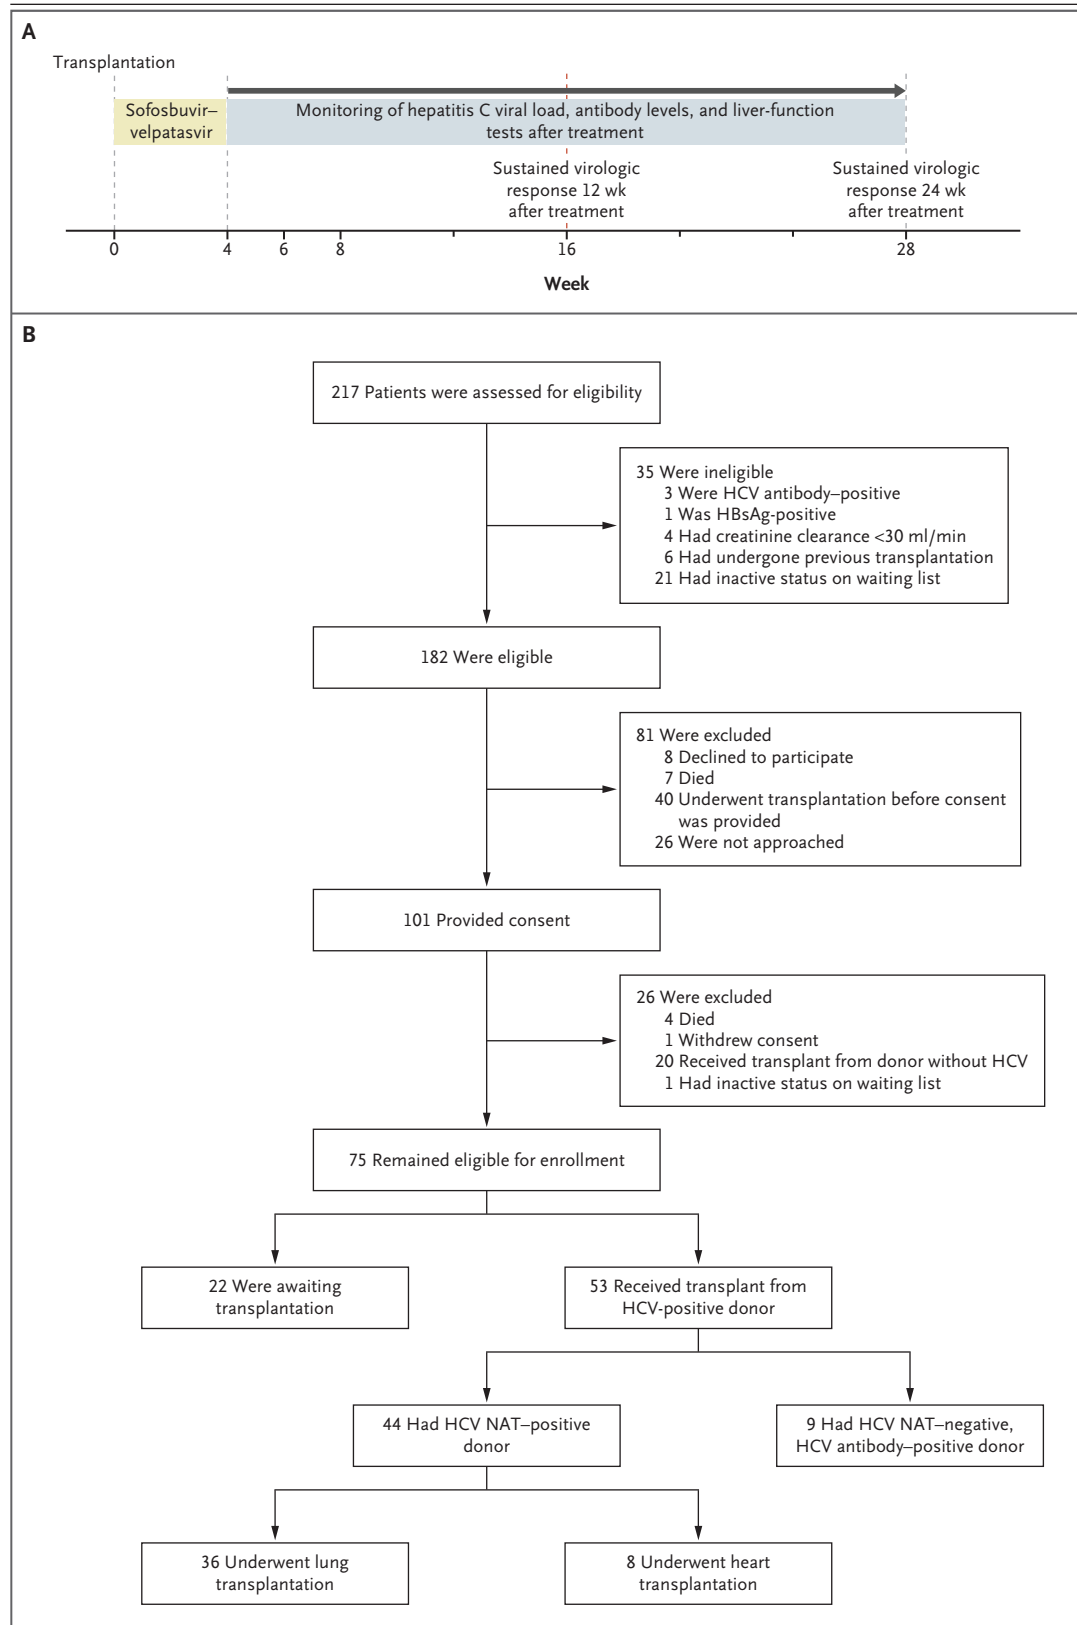 A
Transplantation
Sofosbuvir–
velpatasvir
Monitoring of hepatitis C viral load, antibody levels, and liver-function
tests after treatment
Sustained virologic
response 12 wk
after treatment
Sustained virologic
response 24 wk
after treatment
0 4 6 8 16 28
Week
B
217 Patients were assessed for eligibility
35 Were ineligible
3 Were HCV antibody–positive
1 Was HBsAg-positive
4 Had creatinine clearance <30 ml/min
6 Had undergone previous transplantation
21 Had inactive status on waiting list
182 Were eligible
81 Were excluded
8 Declined to participate
7 Died
40 Underwent transplantation before consent
was provided
26 Were not approached
101 Provided consent
26 Were excluded
4 Died
1 Withdrew consent
20 Received transplant from donor without HCV
1 Had inactive status on waiting list
75 Remained eligible for enrollment
22 Were awaiting
transplantation
53 Received transplant from
HCV-positive donor
44 Had HCV NAT–positive
donor
9 Had HCV NAT–negative,
HCV antibody–positive donor
36 Underwent lung
transplantation
8 Underwent heart
transplantation